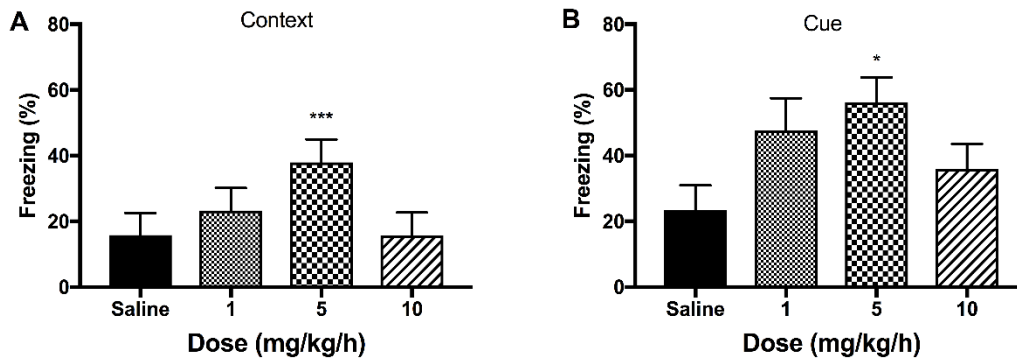 A
Context
Freezing (%)
80
60
40
20
0
***
Saline 1 5 10
Dose (mg/kg/h)
B
Cue
Freezing (%)
80
60
40
20
0
*
Saline 1 5 10
Dose (mg/kg/h)